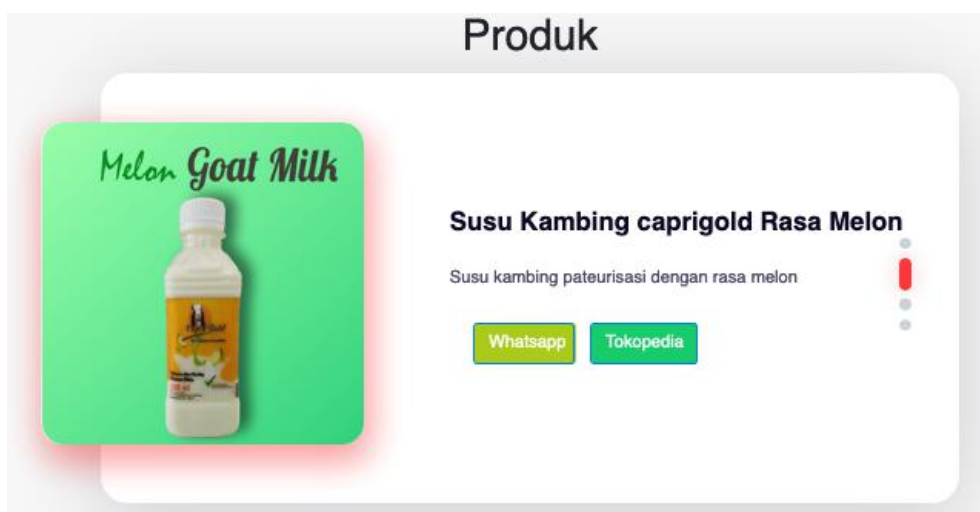 Produk
Melon Goat Milk
Susu Kambing caprigold Rasa Melon
Susu kambing pateurisasi dengan rasa melon
Whatsapp
Tokopedia